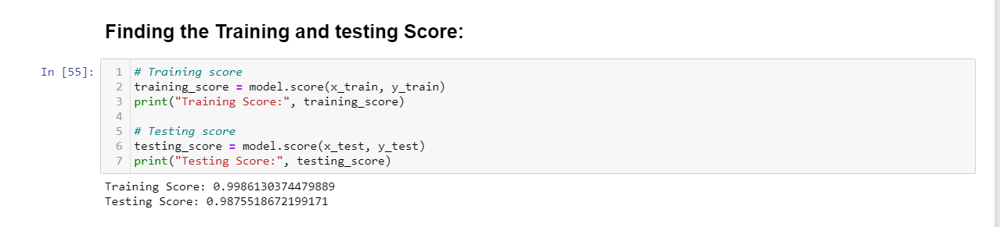 Finding the Training and testing Score:
In [55]:
1 # Training score
2 training_score = model.score(x_train, y_train)
3 print("Training Score:", training_score)
4
5 # Testing score
6 testing_score = model.score(x_test, y_test)
7 print("Testing Score:", testing_score)
Training Score: 0.9986130374479889
Testing Score: 0.9875518672199171